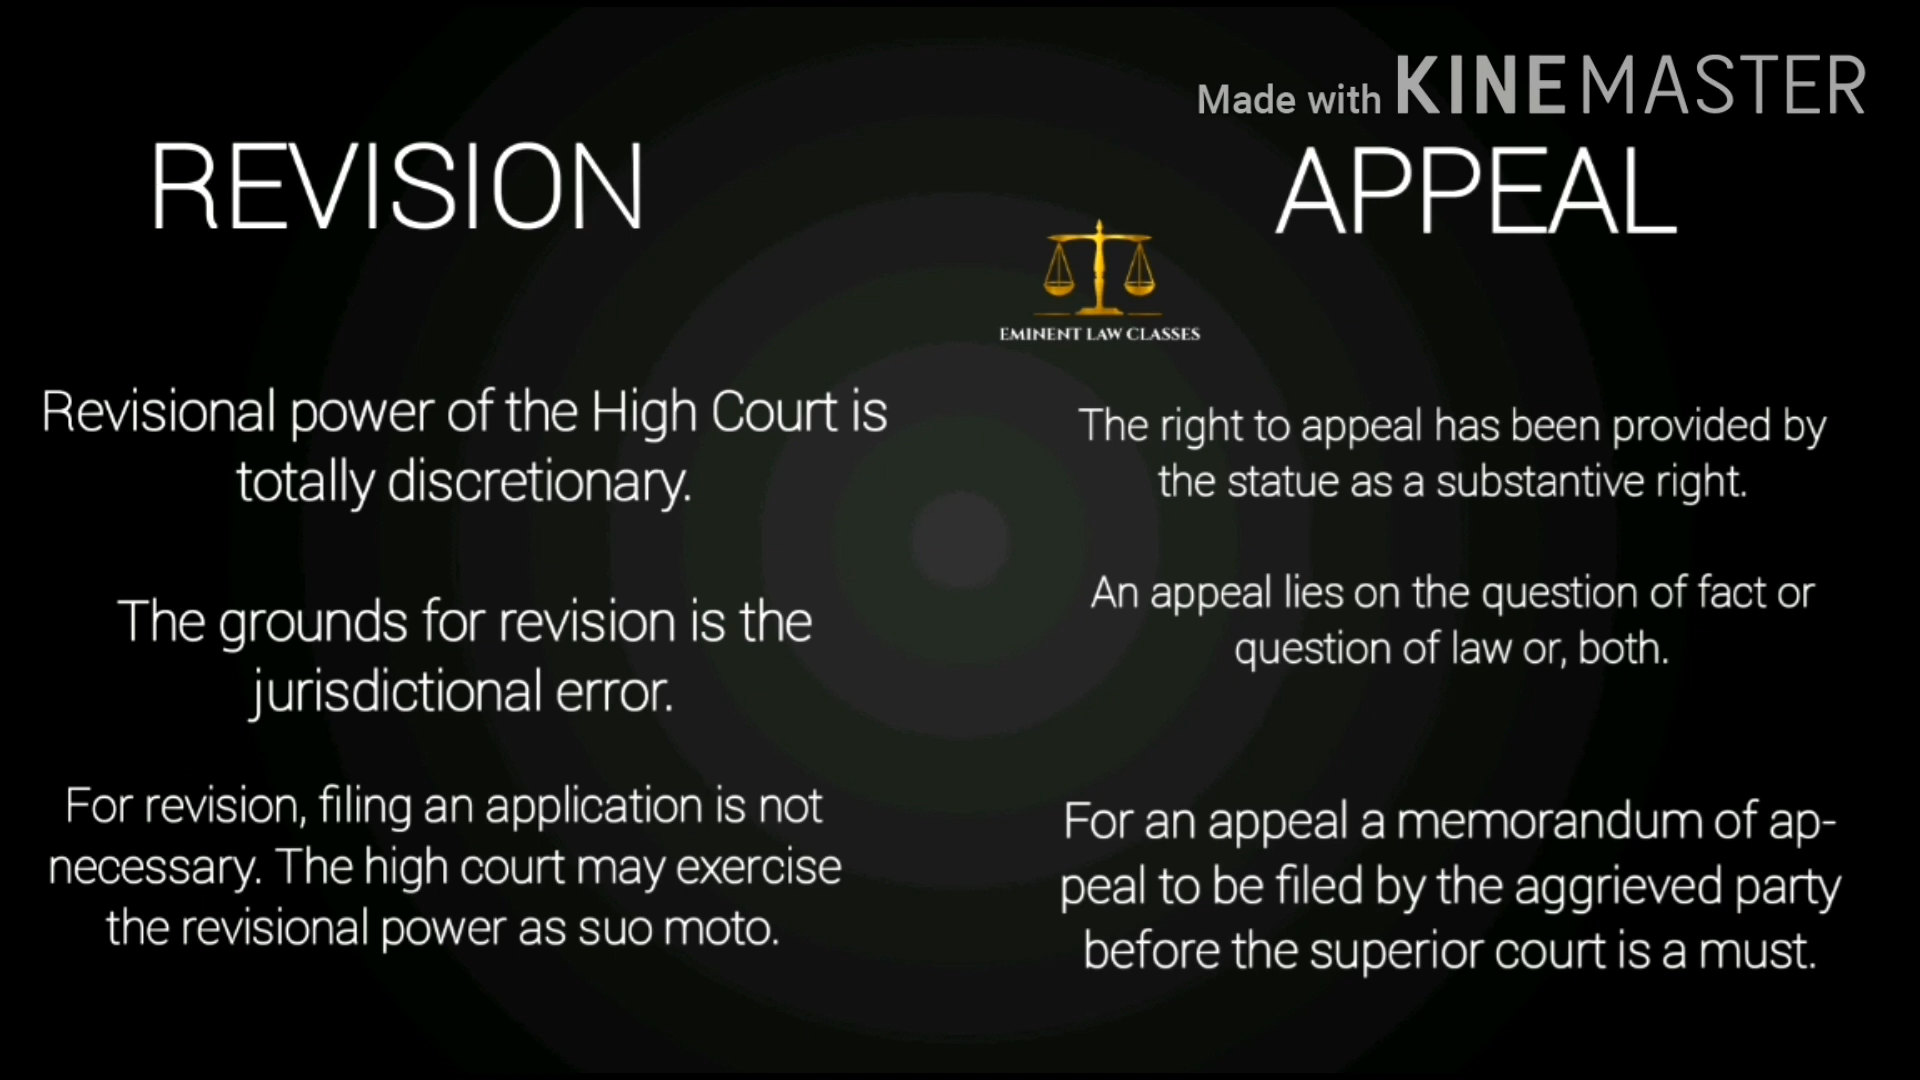 Made with KINEMASTER
REVISION
APPEAL
EMINENT LAW CLASSES
Revisional power of the High Court is
totally discretionary.
The grounds for revision is the
jurisdictional error.
For revision, filing an application is not
necessary. The high court may exercise
the revisional power as suo moto.
The right to appeal has been provided by
the statue as a substantive right.
An appeal lies on the question of fact or
question of law or, both.
For an appeal a memorandum of ap-
peal to be filed by the aggrieved party
before the superior court is a must.